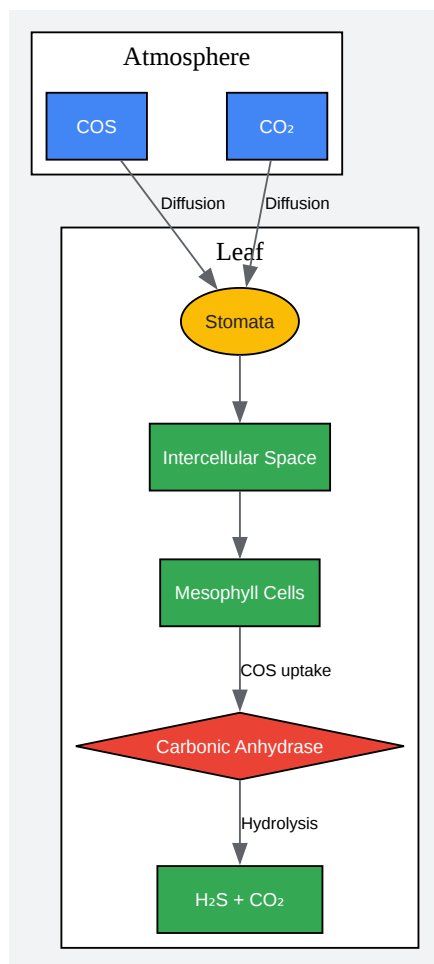 Atmosphere
COS
CO₂
Diffusion
Diffusion
Leaf
Stomata
Intercellular Space
Mesophyll Cells
COS uptake
Carbonic Anhydrase
Hydrolysis
H₂S + CO₂